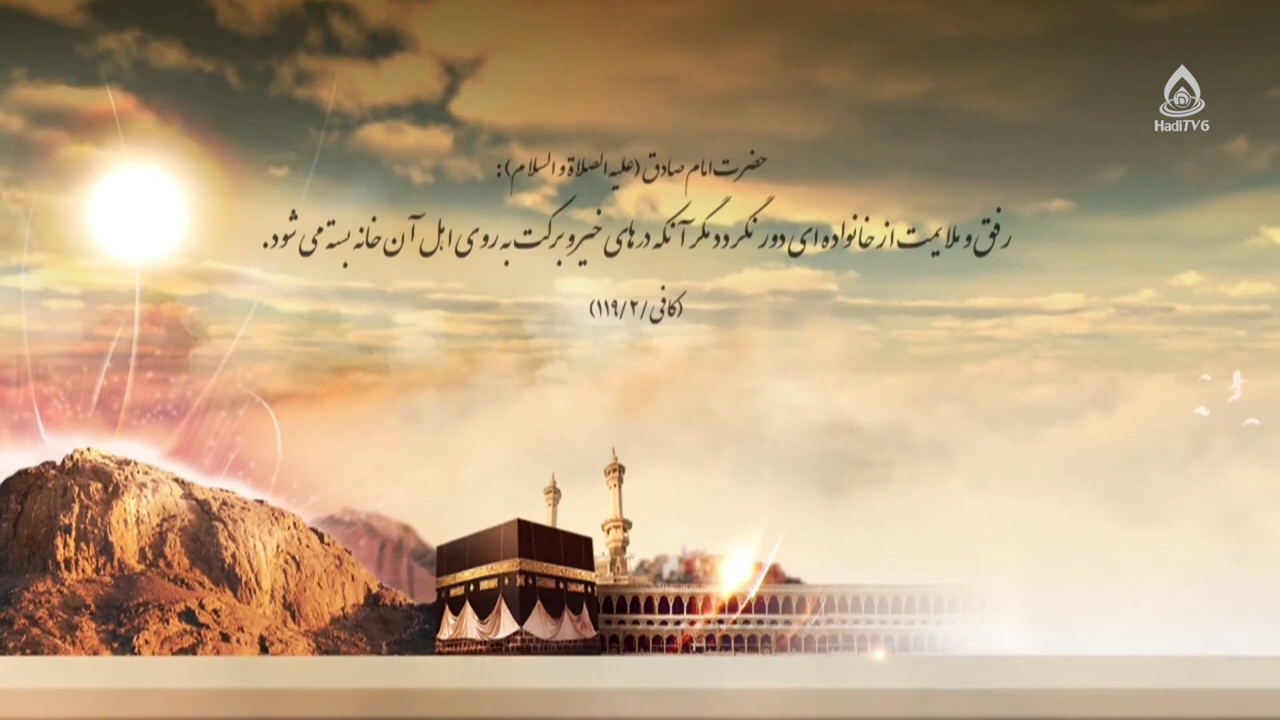 HadiTV6
حضرت امام صادق (علیه الصلاة و السلام):
رفق و ملایمت از خانواده ای دور نگردد مگر آنکه درهای خیر و برکت به روی اهل آن خانه بسته می شود.
(کافی/۱۱۹/۲)